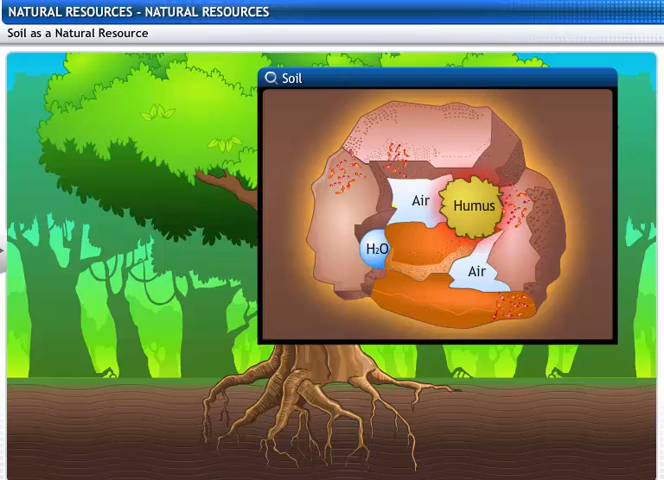 NATURAL RESOURCES - NATURAL RESOURCES
Soil as a Natural Resource
Soil
Air
Humus
H₂O
Air